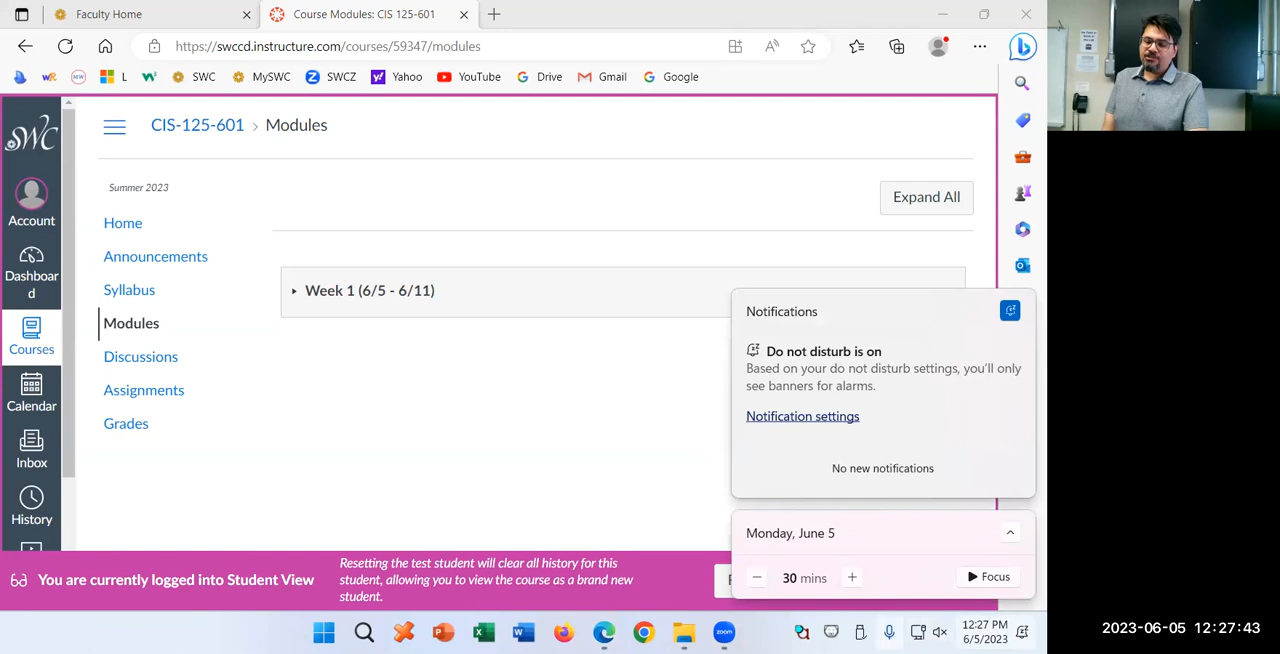 Faculty Home
Course Modules: CIS 125-601
https://swccd.instructure.com/courses/59347/modules
L
SWC
MySWC
SWCZ
Yahoo
YouTube
Drive
Gmail
Google
SWC
CIS-125-601 › Modules
Summer 2023
Expand All
Account
Home
Announcements
Dashboar
d
Syllabus
Week 1 (6/5 - 6/11)
Modules
Courses
Discussions
Calendar
Assignments
Inbox
Grades
History
Notifications
Do not disturb is on
Based on your do not disturb settings, you'll only
see banners for alarms.
Notification settings
No new notifications
Monday, June 5
30 mins
Focus
You are currently logged into Student View
Resetting the test student will clear all history for this
student, allowing you to view the course as a brand new
student.
zoom
12:27 PM
6/5/2023
2023-06-05 12:27:43